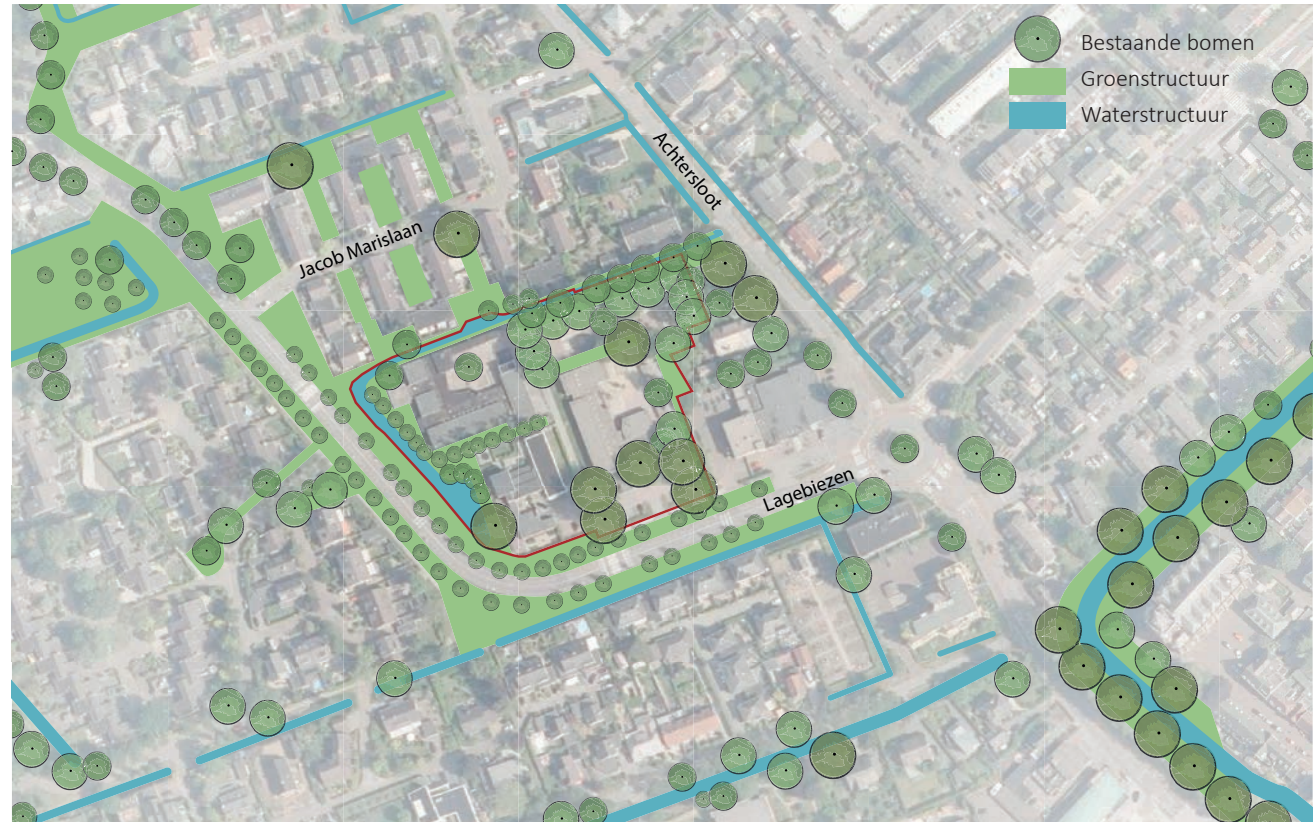 Bestaande bomen
Groenstructuur
Waterstructuur
Achtersloot
Jacob Marislaan
Lagebiezen